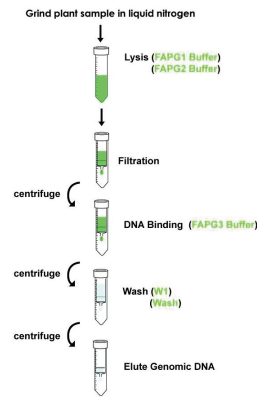 Grind plant sample in liquid nitrogen
Lysis (FAPG1 Buffer)
(FAPG2 Buffer)
Filtration
centrifuge
DNA Binding (FAPG3 Buffer)
centrifuge
Wash (W1)
(Wash)
centrifuge
Elute Genomic DNA